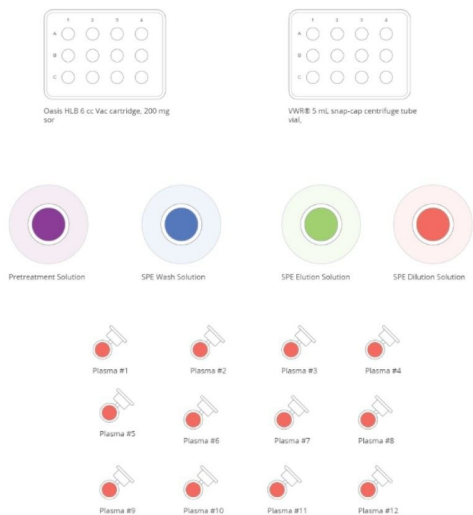 1 2 3 4
A
B
C
1 2 3 4
A
B
C
Oasis HLB 6 cc Vac cartridge, 200 mg
sor
VWR® 5 mL snap-cap centrifuge tube
vial,
Pretreatment Solution
SPE Wash Solution
SPE Elution Solution
SPE Dilution Solution
Plasma #1
Plasma #2
Plasma #3
Plasma #4
Plasma #5
Plasma #6
Plasma #7
Plasma #8
Plasma #9
Plasma #10
Plasma #11
Plasma #12